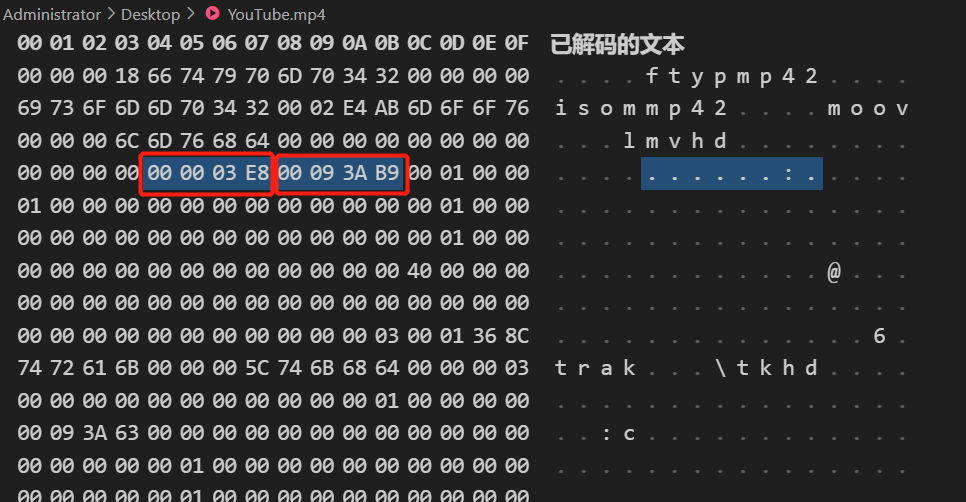 Administrator > Desktop > YouTube.mp4
00 01 02 03 04 05 06 07 08 09 0A 0B 0C 0D 0E 0F 已解码的文本
00 00 00 18 66 74 79 70 6D 70 34 32 00 00 00 00 . . . . f t y p m p 4 2 . . . .
69 73 6F 6D 6D 70 34 32 00 02 E4 AB 6D 6F 6F 76 i s o m m p 4 2 . . . . m o o v
00 00 00 6C 6D 76 68 64 00 00 00 00 00 00 00 00 . . . l m v h d . . . . . . . .
00 00 00 00 00 00 03 E8 00 09 3A B9 00 01 00 00 . . . . . . . . . . : . . . . .
01 00 00 00 00 00 00 00 00 00 00 00 00 01 00 00 . . . . . . . . . . . . . . . .
00 00 00 00 00 00 00 00 00 00 00 00 00 01 00 00 . . . . . . . . . . . . . . . .
00 00 00 00 00 00 00 00 00 00 00 00 40 00 00 00 . . . . . . . . . . . . @ . . .
00 00 00 00 00 00 00 00 00 00 00 00 00 00 00 00 . . . . . . . . . . . . . . . .
00 00 00 00 00 00 00 00 00 00 00 03 00 01 36 8C . . . . . . . . . . . . . . 6 .
74 72 61 6B 00 00 00 5C 74 6B 68 64 00 00 00 03 t r a k . . . \ t k h d . . . .
00 00 00 00 00 00 00 00 00 00 00 01 00 00 00 00 . . . . . . . . . . . . . . . .
00 09 3A 63 00 00 00 00 00 00 00 00 00 00 00 00 . . : c . . . . . . . . . . . .
00 00 00 00 00 01 00 00 00 00 00 00 00 00 00 00 . . . . . . . . . . . . . . . .
00 00 00 00 00 01 00 00 00 00 00 00 00 00 00 00 . . . . . . . . . . . . . . . .